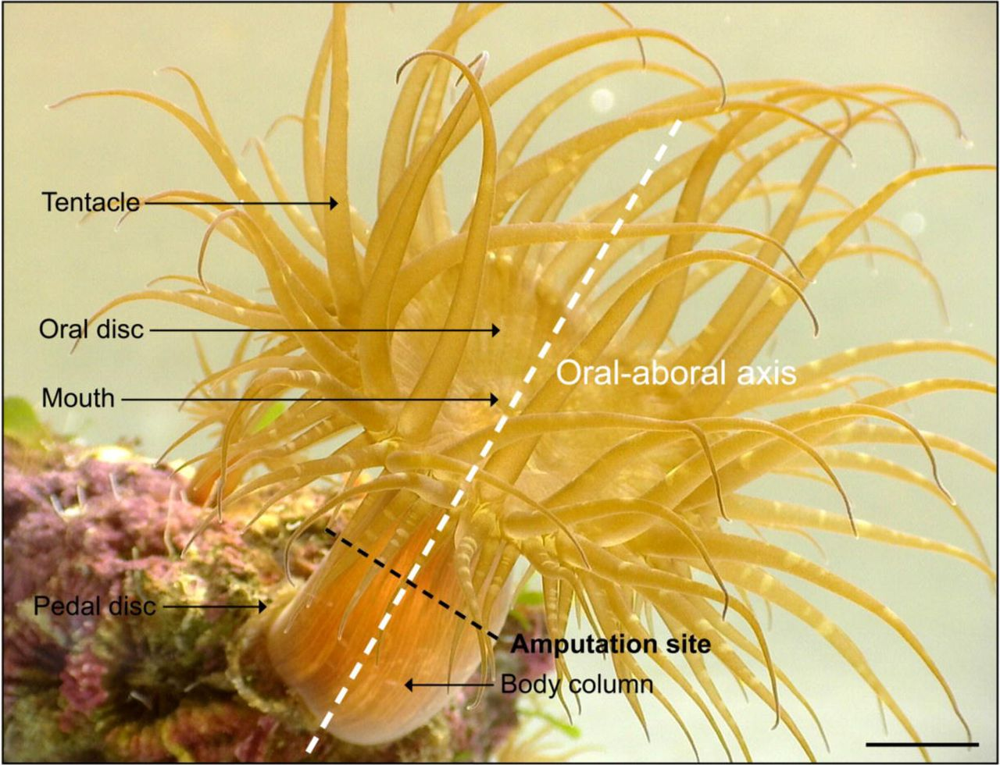 Tentacle
Oral disc
Mouth
Oral-aboral axis
Pedal disc
Amputation site
Body column